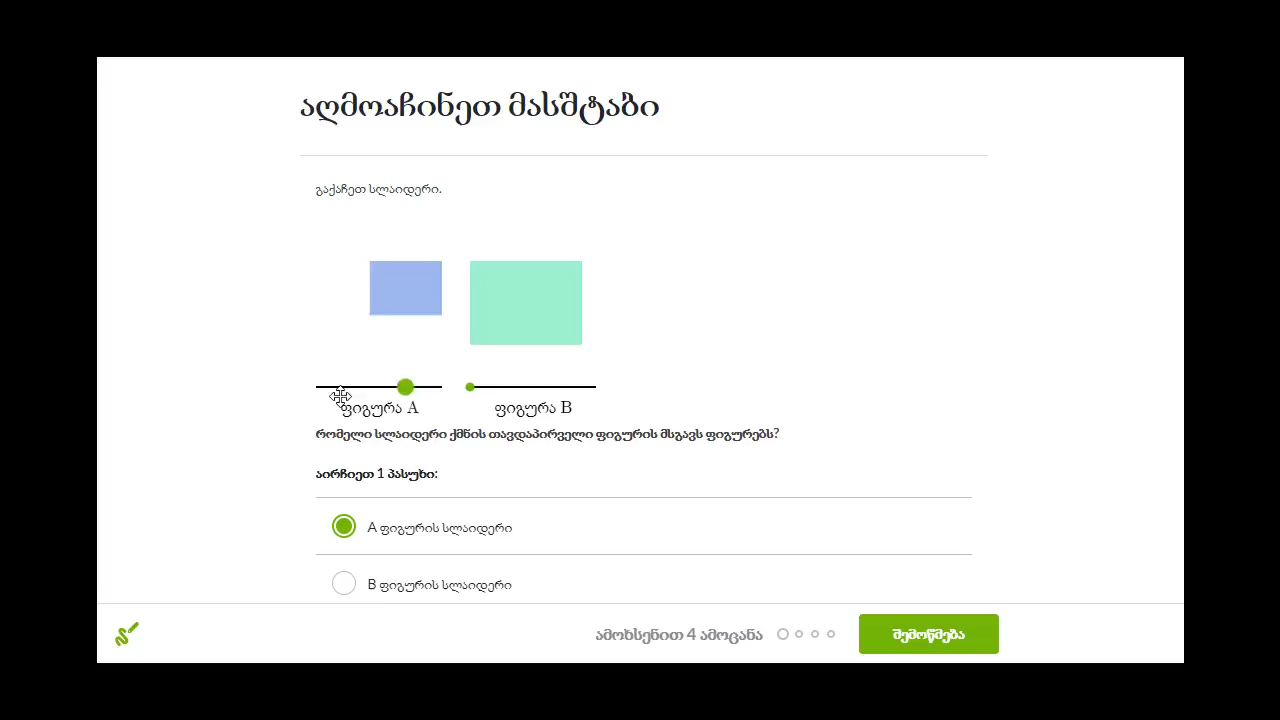 აღმოაჩინეთ მასშტაბი
გაქაჩეთ სლაიდერი.
ფიგურა A
ფიგურა B
რომელი სლაიდერი ქმნის თავდაპირველი ფიგურის მსგავს ფიგურებს?
აირჩიეთ 1 პასუხი:
A ფიგურის სლაიდერი
B ფიგურის სლაიდერი
ამოხსენით 4 ამოცანა
შემოწმება